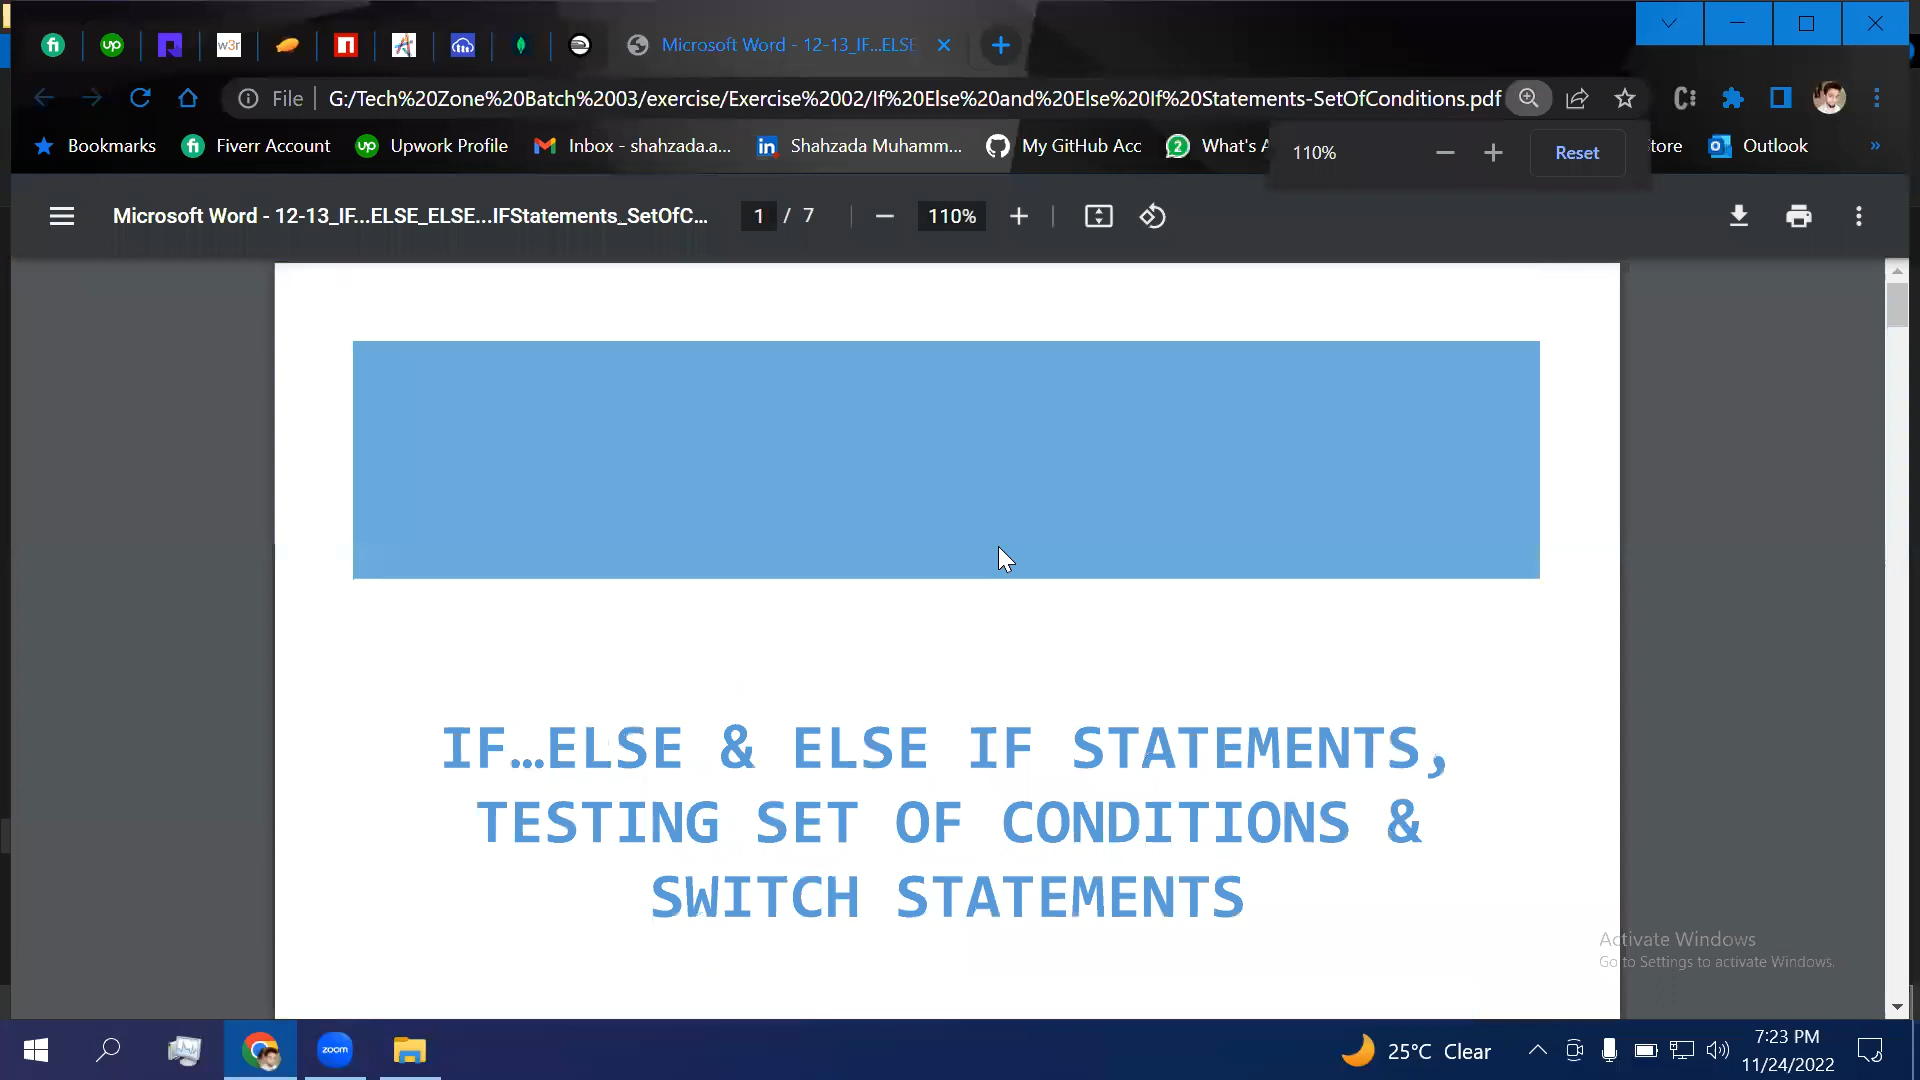 Microsoft Word - 12-13_IF...ELSE
File
G:/Tech%20Zone%20Batch%2003/exercise/Exercise%2002/If%20Else%20and%20Else%20If%20Statements-SetOfConditions.pdf
Bookmarks
Fiverr Account
Upwork Profile
Inbox - shahzada.a...
Shahzada Muhamm...
My GitHub Acc
What's A
110%
Reset
tore
Outlook
»
Microsoft Word - 12-13_IF...ELSE_ELSE...IFStatements_SetOfC...
1 / 7
110%
IF…ELSE & ELSE IF STATEMENTS,
TESTING SET OF CONDITIONS &
SWITCH STATEMENTS
Activate Windows
Go to Settings to activate Windows.
zoom
25°C Clear
7:23 PM
11/24/2022